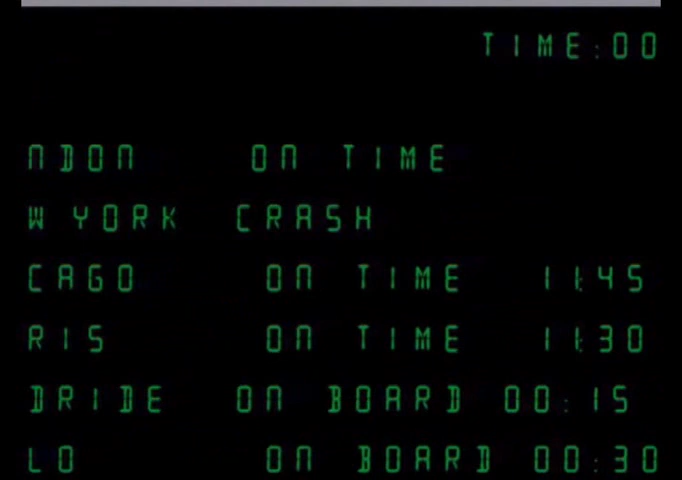 TIME:00
NDON ON TIME
W YORK CRASH
CAGO ON TIME 11:45
RIS ON TIME 11:30
DRIDE ON BOARD 00:15
LO ON BOARD 00:30